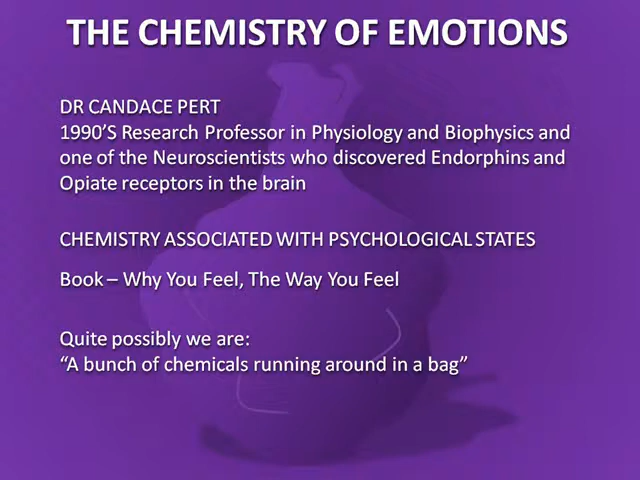 THE CHEMISTRY OF EMOTIONS
DR CANDACE PERT
1990'S Research Professor in Physiology and Biophysics and
one of the Neuroscientists who discovered Endorphins and
Opiate receptors in the brain
CHEMISTRY ASSOCIATED WITH PSYCHOLOGICAL STATES
Book – Why You Feel, The Way You Feel
Quite possibly we are:
“A bunch of chemicals running around in a bag”